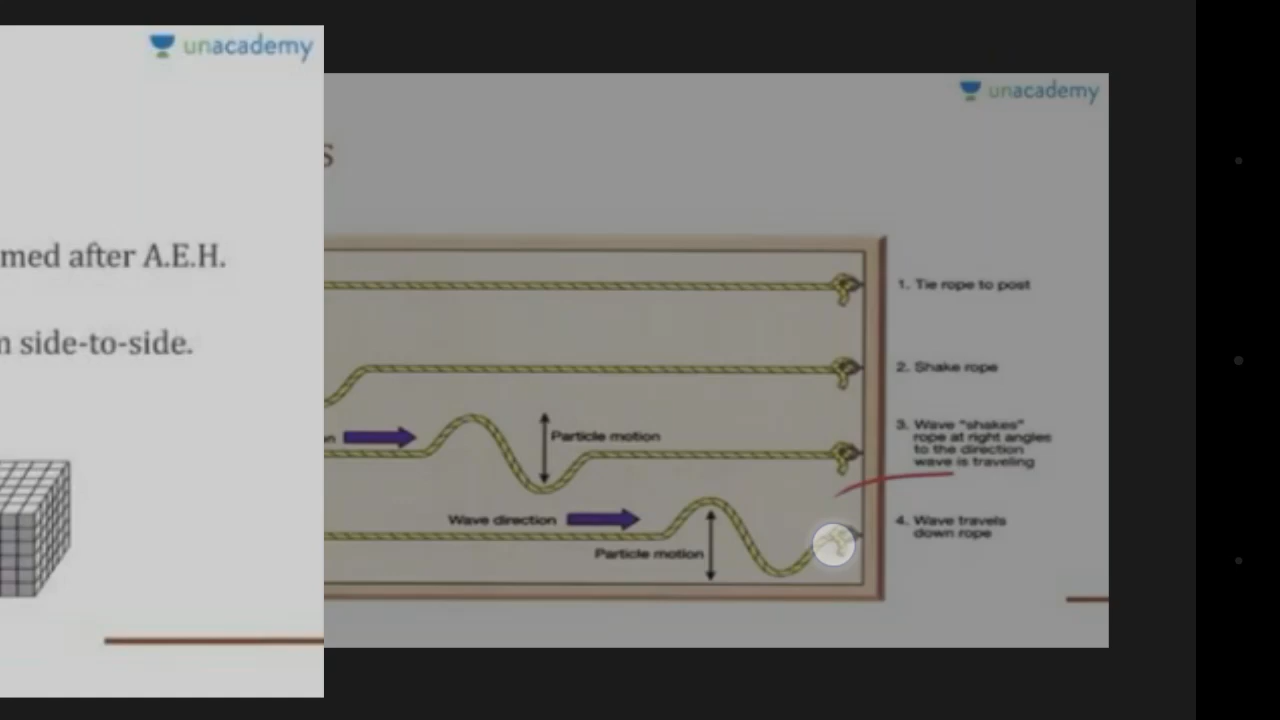 unacademy
med after A.E.H.
side-to-side.
unacademy
s
1. Tie rope to post
2. Shake rope
3. Wave "shakes"
rope at right angles
to the direction
wave is traveling
Particle motion
Wave direction
Particle motion
4. Wave travels
down rope